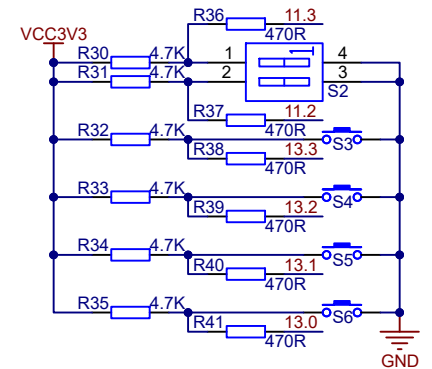 R36 11.3
VCC3V3
470R
R30 4.7K 1 1 4
R31 4.7K 2 3
S2
R37 11.2
470R
R32 4.7K
S3
R38 13.3
470R
R33 4.7K
S4
R39 13.2
470R
R34 4.7K
S5
R40 13.1
470R
R35 4.7K
S6
R41 13.0
470R
GND